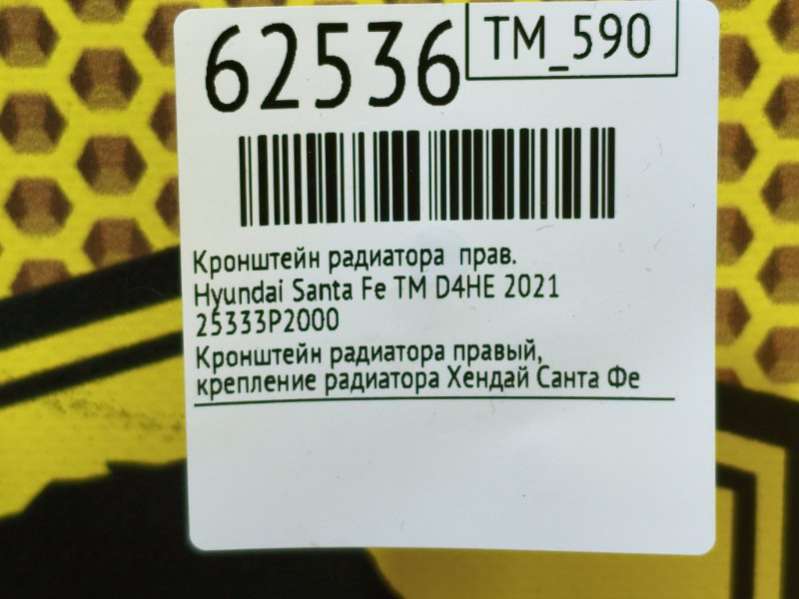 62536
TM_590
Кронштейн радиатора прав.
Hyundai Santa Fe TM D4HE 2021
25333P2000
Кронштейн радиатора правый,
крепление радиатора Хендай Санта Фе